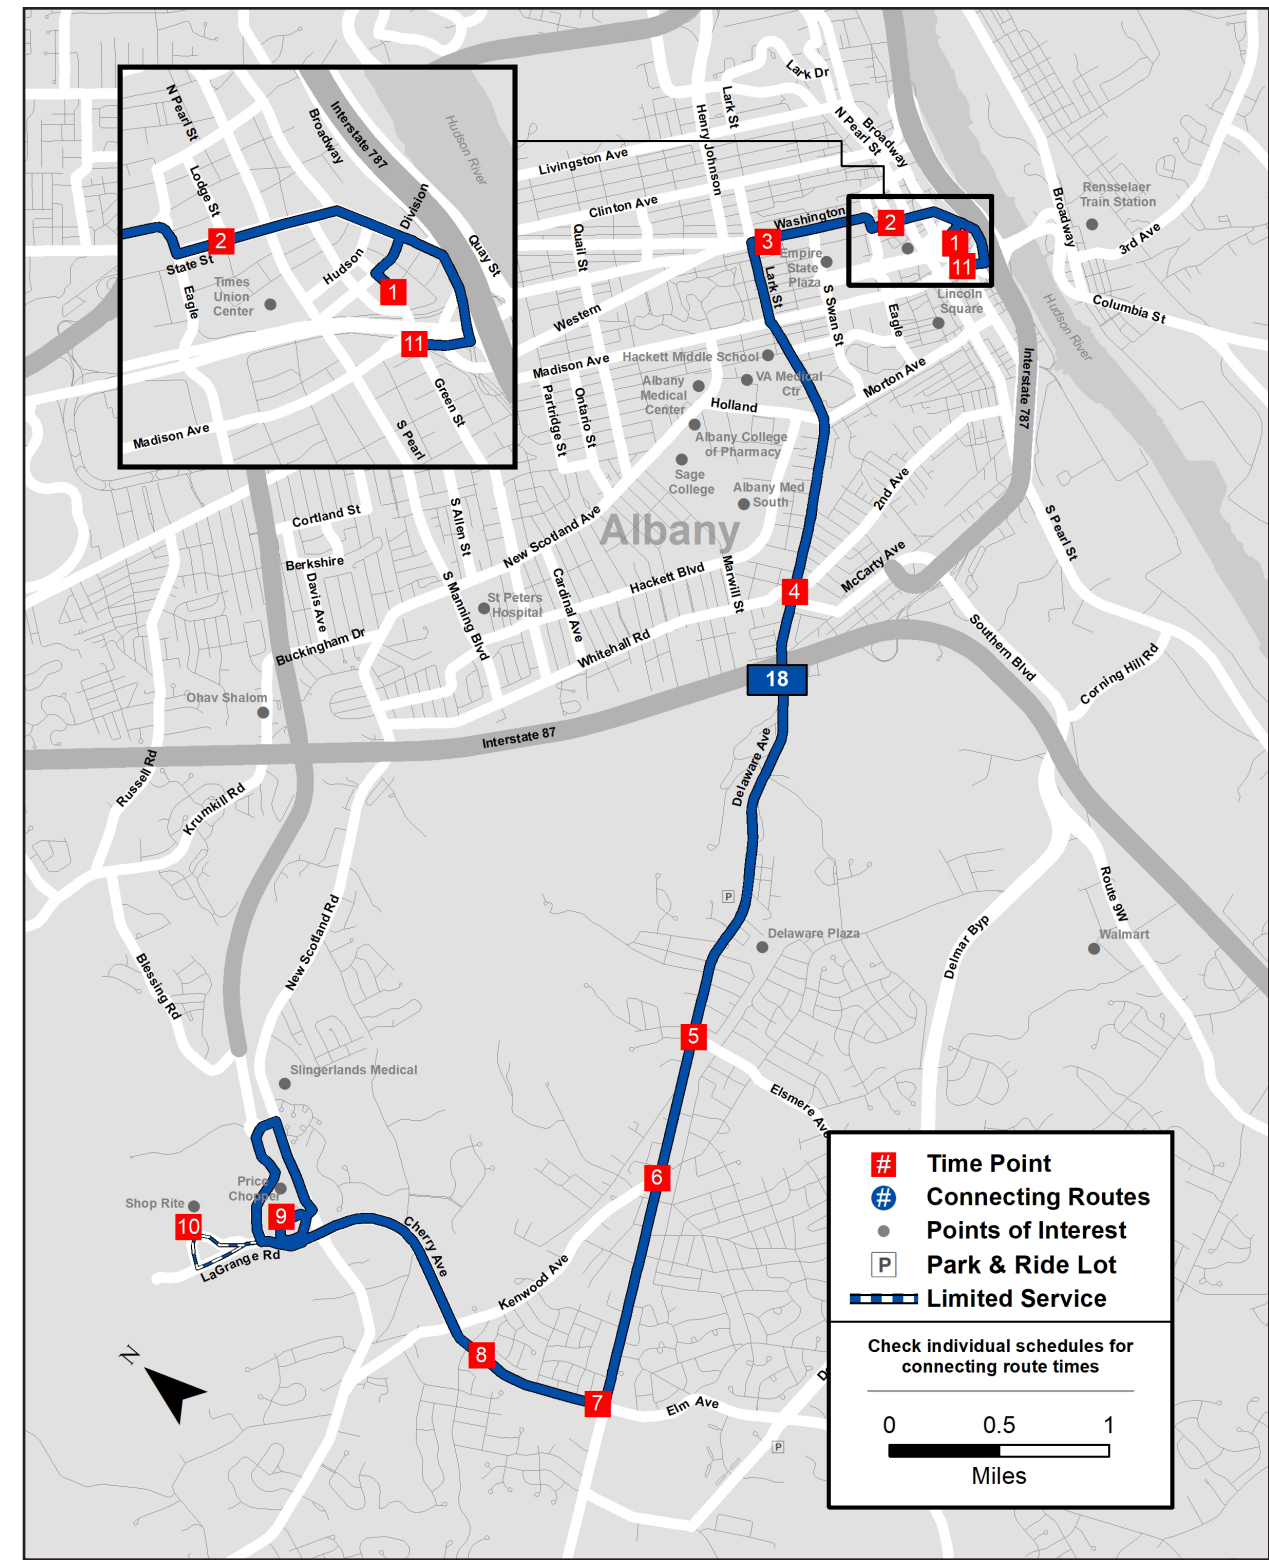 N Pearl St
Broadway
Interstate 787
Hudson River
Lodge St
Division
Quay St
2
State St
Hudson
Eagle
Times
Union
Center
1
11
Green St
S Pearl
Madison Ave
Lark Dr
Lark St
Henry Johnson
N Pearl St
Broadway
Livingston Ave
Clinton Ave
Quail St
Washington
2
3
1
11
Empire
State
Plaza
Lark St
S Swan St
Eagle
Lincoln
Square
Rensselaer
Train Station
Broadway
3rd Ave
Columbia St
Hudson River
Interstate 787
Western
Madison Ave
Hackett Middle School
VA Medical
Ctr
Albany
Medical
Center
Holland
Morton Ave
Partridge St
Ontario St
Albany College
of Pharmacy
Sage
College
Albany Med
South
2nd Ave
Albany
Cortland St
S Allen St
New Scotland Ave
Berkshire
Davis Ave
Buckingham Dr
S Manning Blvd
St Peters
Hospital
Cardinal Ave
Hackett Blvd
Marwill St
Whitehall Rd
McCarty Ave
S Pearl St
4
Southern Blvd
Corning Hill Rd
18
Ohav Shalom
Interstate 87
Russell Rd
Krumkill Rd
Delaware Ave
New Scotland Rd
Blessing Rd
P
Delaware Plaza
Delmar Byp
Route 9W
Walmart
5
Elsmere Ave
Slingerlands Medical
6
Price
Chopper
Shop Rite
9
10
LaGrange Rd
Cherry Ave
Kenwood Ave
8
7
Elm Ave
P
D
N
# Time Point
# Connecting Routes
Points of Interest
P Park & Ride Lot
Limited Service
Check individual schedules for
connecting route times
0 0.5 1
Miles